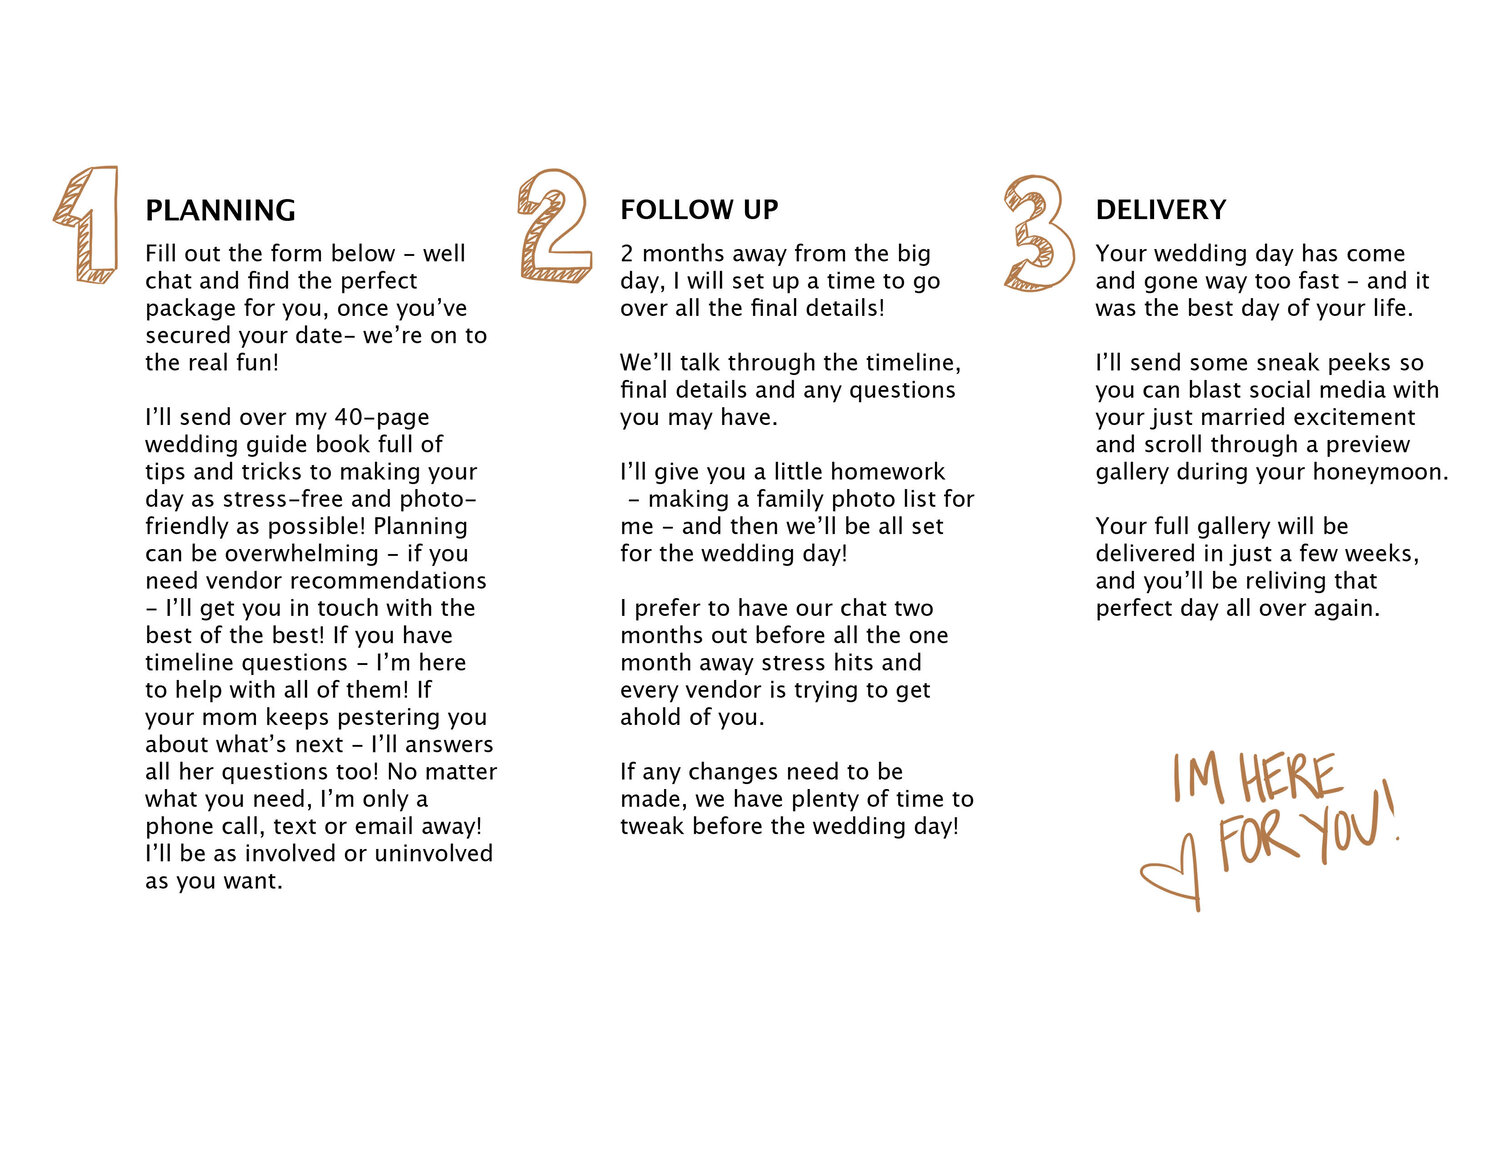 1
PLANNING
Fill out the form below – well
chat and find the perfect
package for you, once you’ve
secured your date– we’re on to
the real fun!
I’ll send over my 40–page
wedding guide book full of
tips and tricks to making your
day as stress–free and photo–
friendly as possible! Planning
can be overwhelming – if you
need vendor recommendations
– I’ll get you in touch with the
best of the best! If you have
timeline questions – I’m here
to help with all of them! If
your mom keeps pestering you
about what’s next – I’ll answers
all her questions too! No matter
what you need, I’m only a
phone call, text or email away!
I’ll be as involved or uninvolved
as you want.
2
FOLLOW UP
2 months away from the big
day, I will set up a time to go
over all the final details!
We’ll talk through the timeline,
final details and any questions
you may have.
I’ll give you a little homework
– making a family photo list for
me – and then we’ll be all set
for the wedding day!
I prefer to have our chat two
months out before all the one
month away stress hits and
every vendor is trying to get
ahold of you.
If any changes need to be
made, we have plenty of time to
tweak before the wedding day!
3
DELIVERY
Your wedding day has come
and gone way too fast – and it
was the best day of your life.
I’ll send some sneak peeks so
you can blast social media with
your just married excitement
and scroll through a preview
gallery during your honeymoon.
Your full gallery will be
delivered in just a few weeks,
and you’ll be reliving that
perfect day all over again.
IM HERE
FOR YOU!